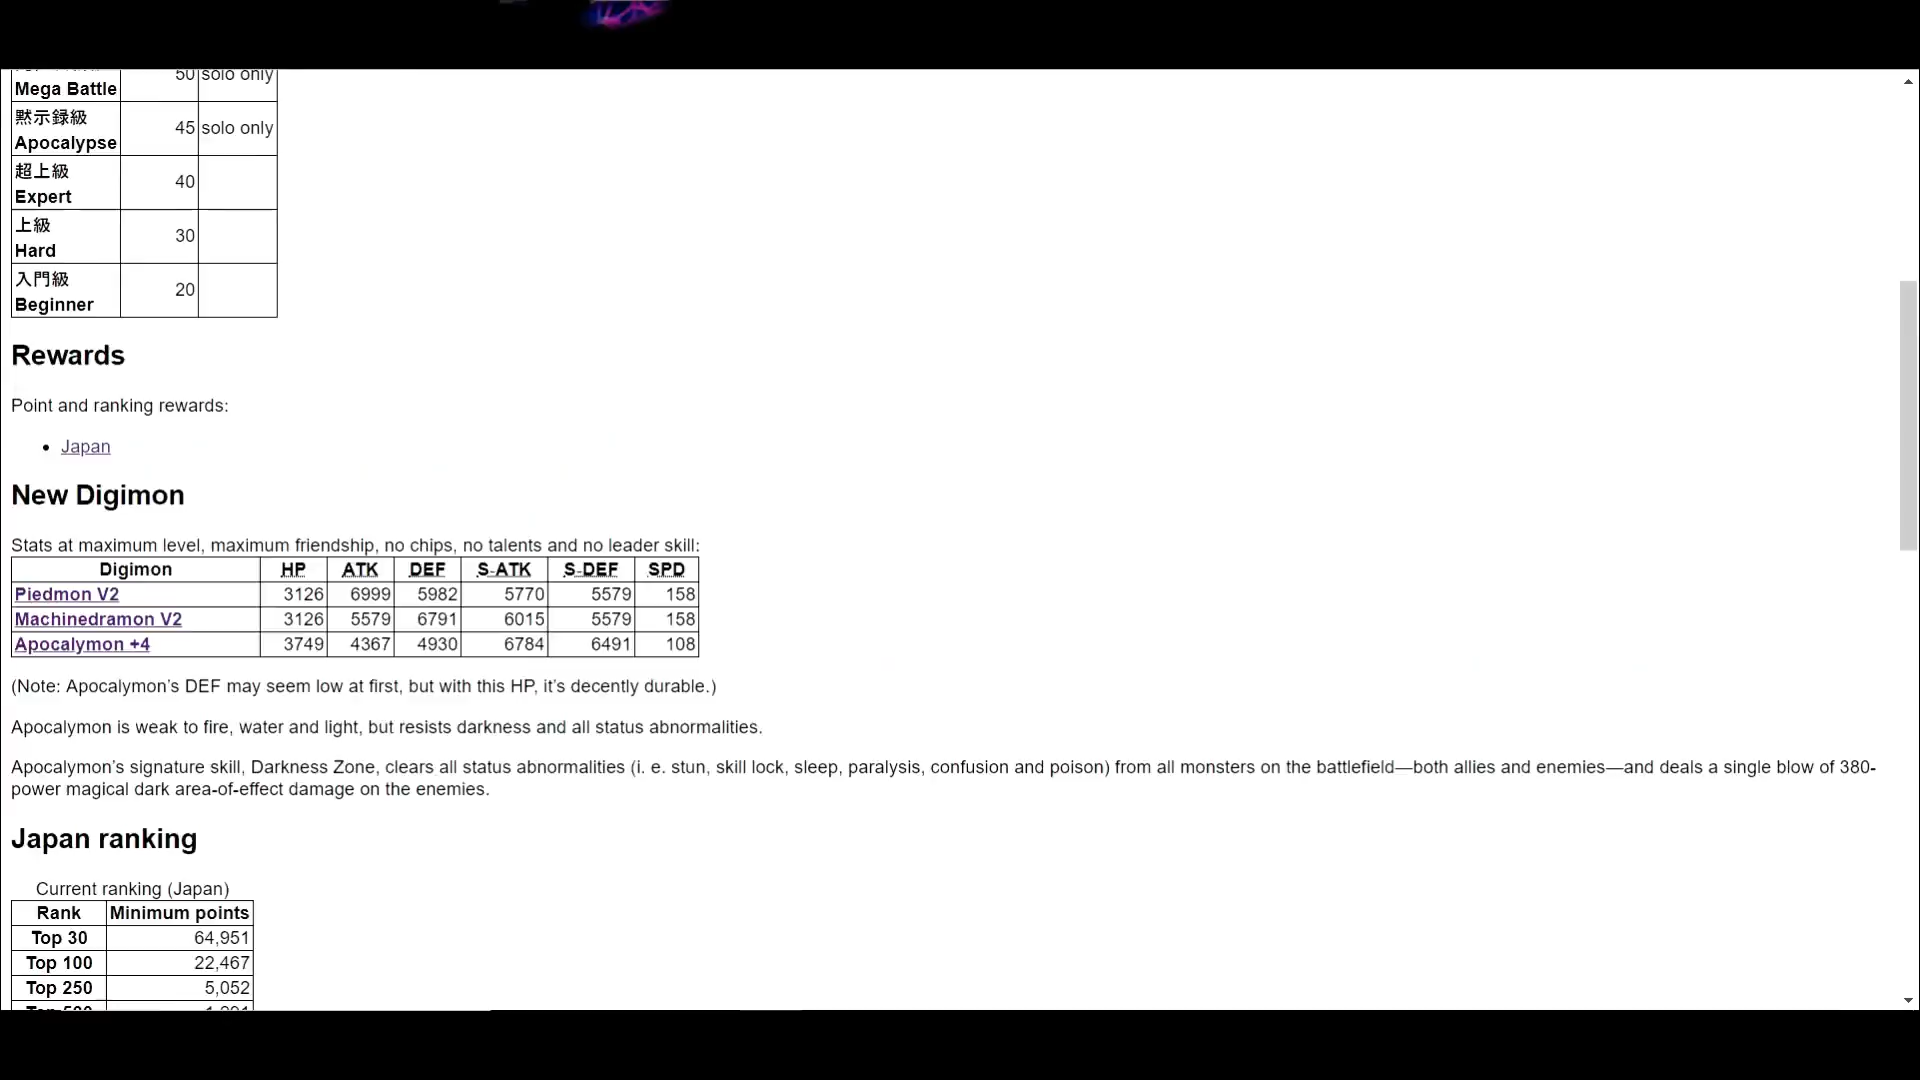 50 solo only
Mega Battle
黙示録級
Apocalypse
45 solo only
超上級
Expert
40
上級
Hard
30
入門級
Beginner
20
Rewards
Point and ranking rewards:
Japan
New Digimon
Stats at maximum level, maximum friendship, no chips, no talents and no leader skill:
Digimon HP ATK DEF S-ATK S-DEF SPD
Piedmon V2 3126 6999 5982 5770 5579 158
Machinedramon V2 3126 5579 6791 6015 5579 158
Apocalymon +4 3749 4367 4930 6784 6491 108
(Note: Apocalymon’s DEF may seem low at first, but with this HP, it’s decently durable.)
Apocalymon is weak to fire, water and light, but resists darkness and all status abnormalities.
Apocalymon’s signature skill, Darkness Zone, clears all status abnormalities (i. e. stun, skill lock, sleep, paralysis, confusion and poison) from all monsters on the battlefield—both allies and enemies—and deals a single blow of 380-
power magical dark area-of-effect damage on the enemies.
Japan ranking
Current ranking (Japan)
Rank Minimum points
Top 30 64,951
Top 100 22,467
Top 250 5,052